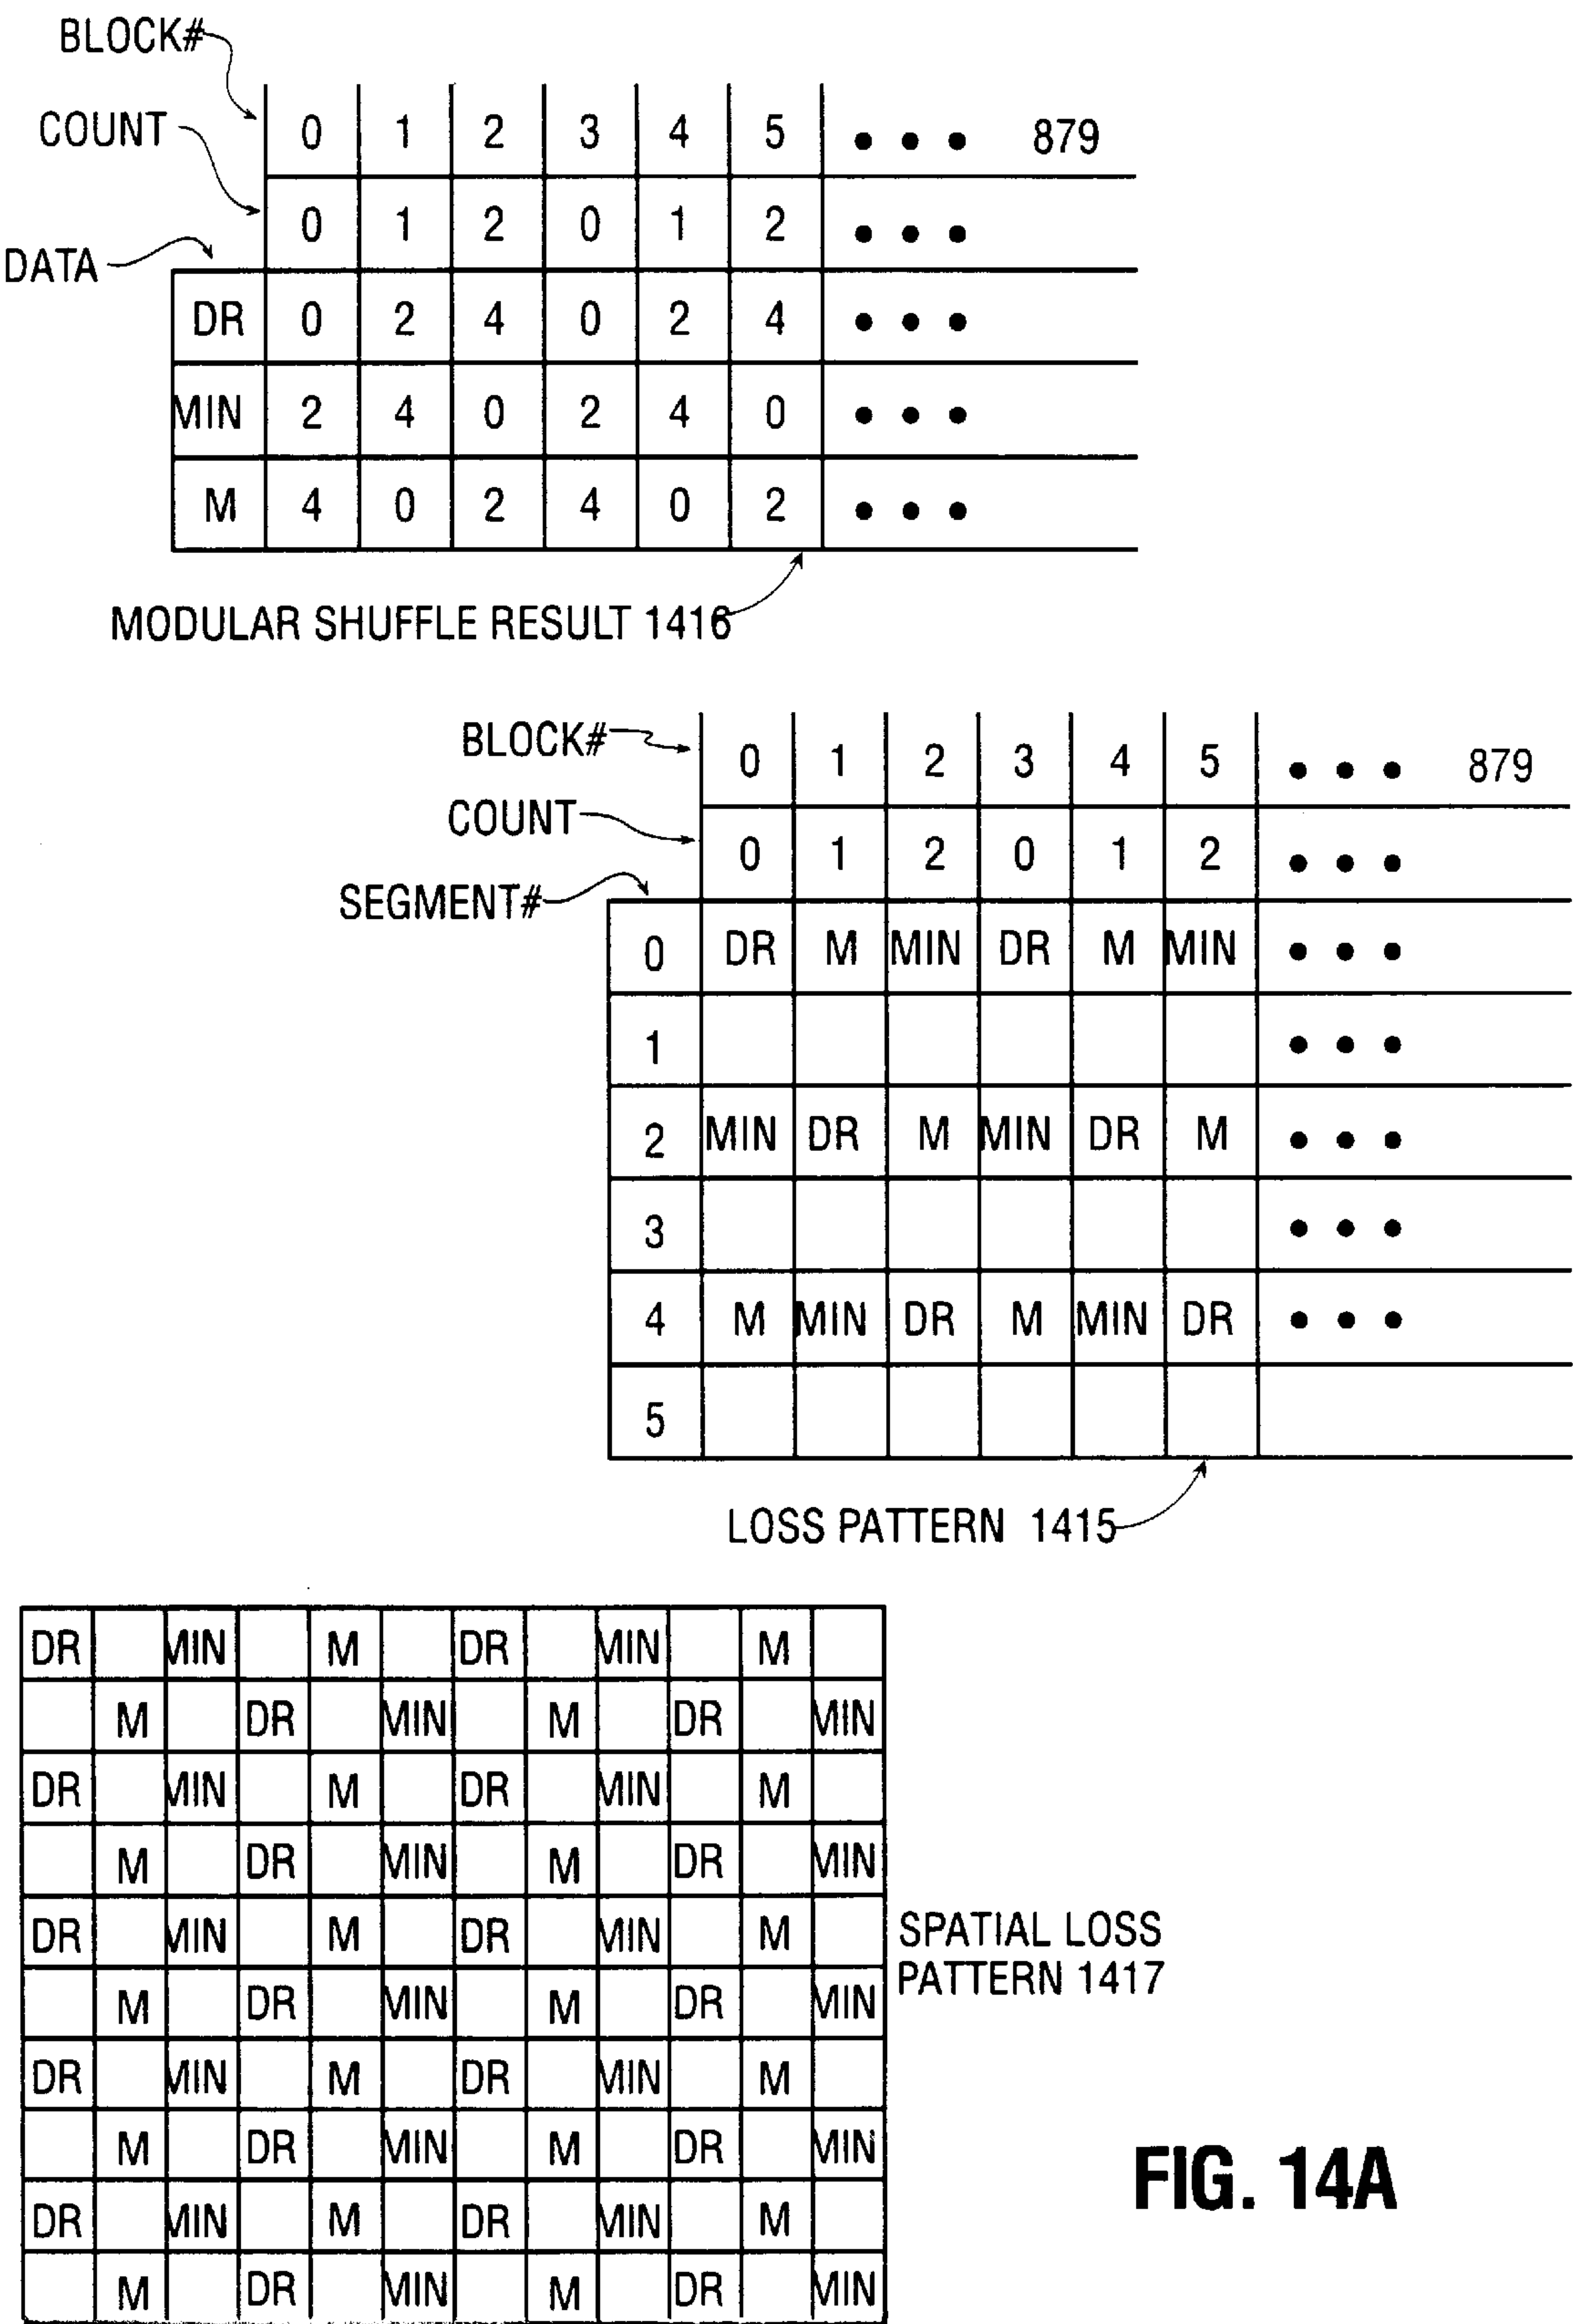 BLOCK#
COUNT
DATA
0 1 2 3 4 5 • • • 879
0 1 2 0 1 2 • • •
DR 0 2 4 0 2 4 • • •
MIN 2 4 0 2 4 0 • • •
M 4 0 2 4 0 2 • • •
MODULAR SHUFFLE RESULT 1416
BLOCK#
COUNT
SEGMENT#
0 1 2 3 4 5 • • • 879
0 1 2 0 1 2 • • •
0 DR M MIN DR M MIN • • •
1 • • •
2 MIN DR M MIN DR M • • •
3 • • •
4 M MIN DR M MIN DR • • •
5
LOSS PATTERN 1415
DR MIN M DR MIN M
M DR MIN M DR MIN
DR MIN M DR MIN M
M DR MIN M DR MIN
DR MIN M DR MIN M
M DR MIN M DR MIN
DR MIN M DR MIN M
M DR MIN M DR MIN
DR MIN M DR MIN M
M DR MIN M DR MIN
SPATIAL LOSS
PATTERN 1417
FIG. 14A